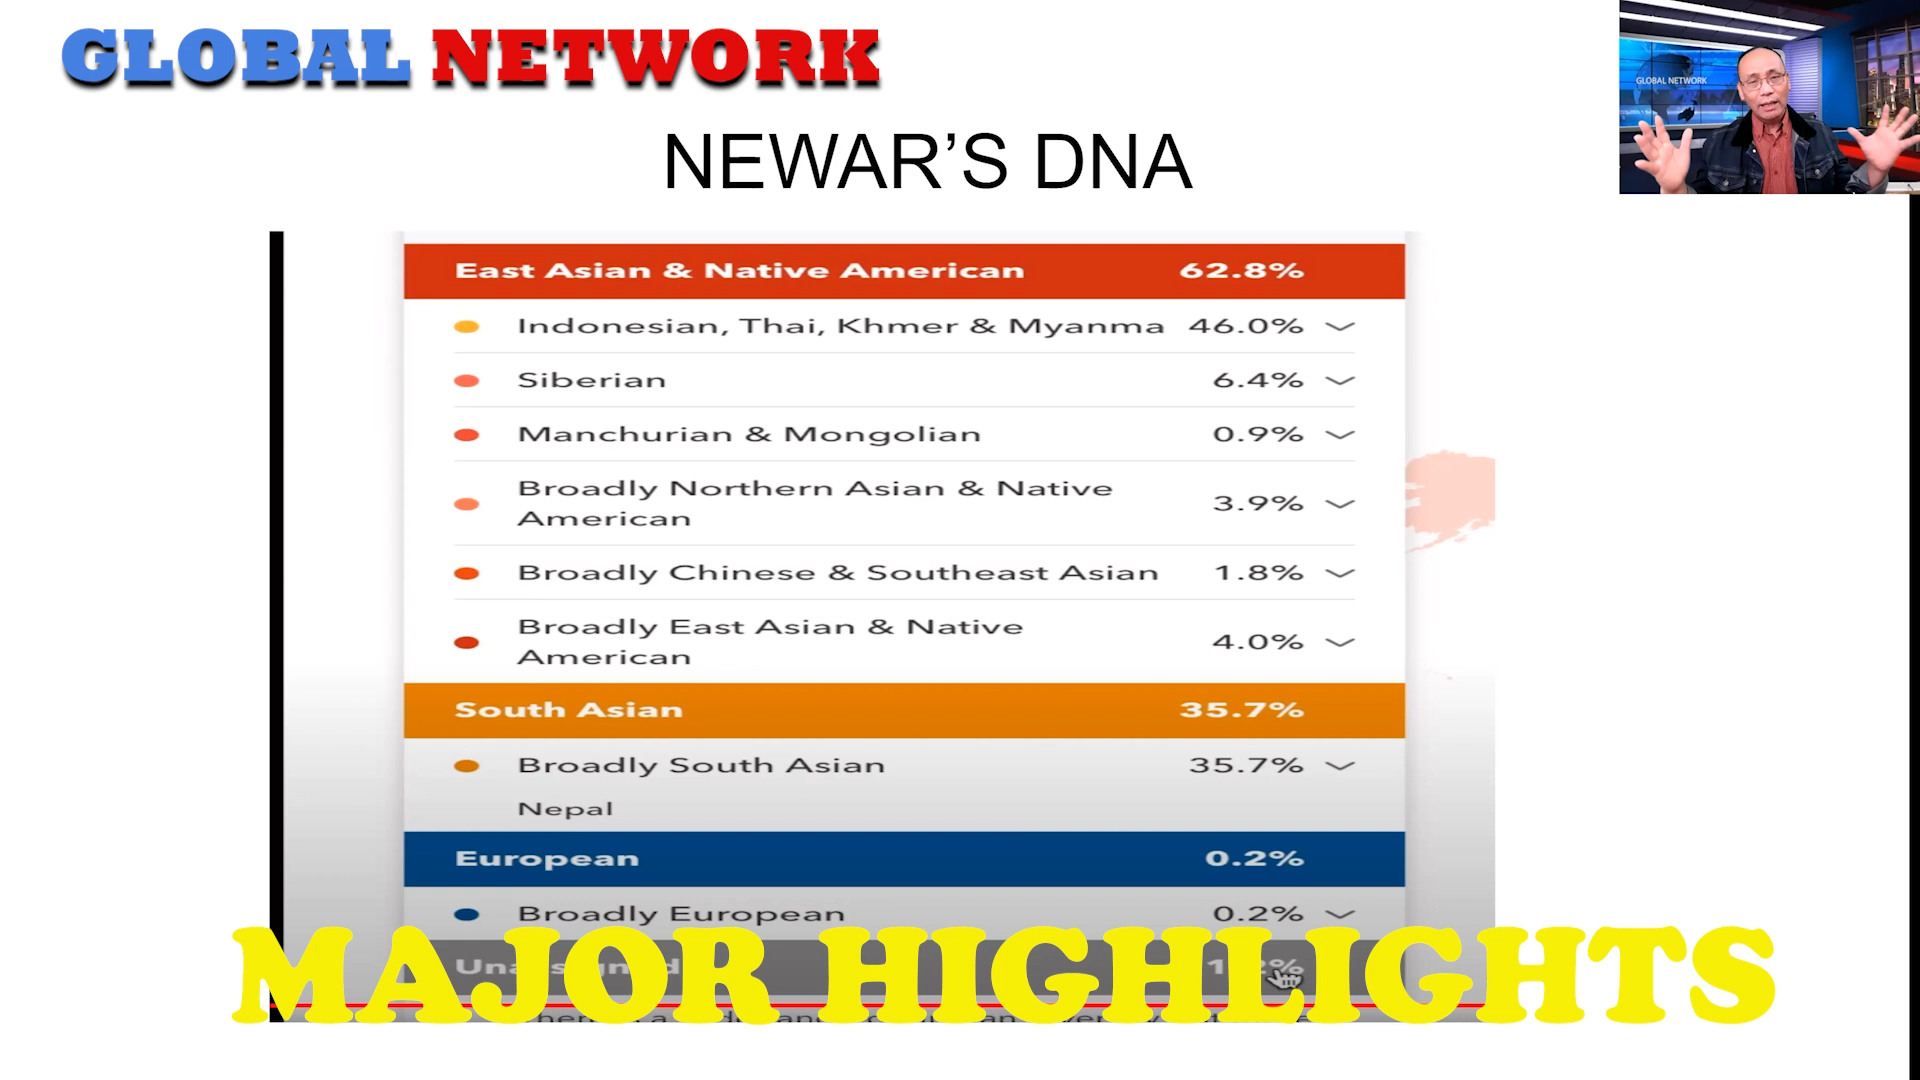 GLOBAL NETWORK
GLOBAL NETWORK
NEWAR'S DNA
East Asian & Native American 62.8%
Indonesian, Thai, Khmer & Myanma 46.0%
Siberian 6.4%
Manchurian & Mongolian 0.9%
Broadly Northern Asian & Native
American 3.9%
Broadly Chinese & Southeast Asian 1.8%
Broadly East Asian & Native
American 4.0%
South Asian 35.7%
Broadly South Asian 35.7%
Nepal
European 0.2%
Broadly European 0.2%
MAJOR HIGHLIGHTS